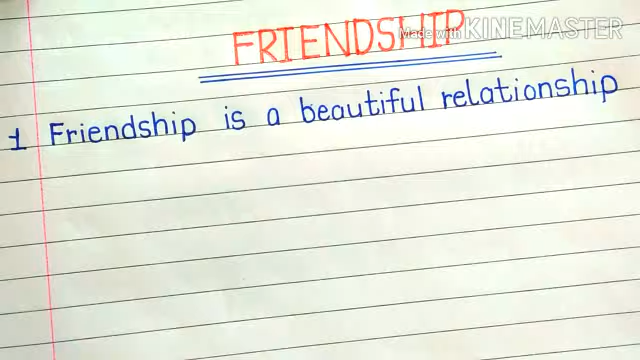 FRIENDSHIP
Made with KINEMASTER
1 Friendship is a beautiful relationship